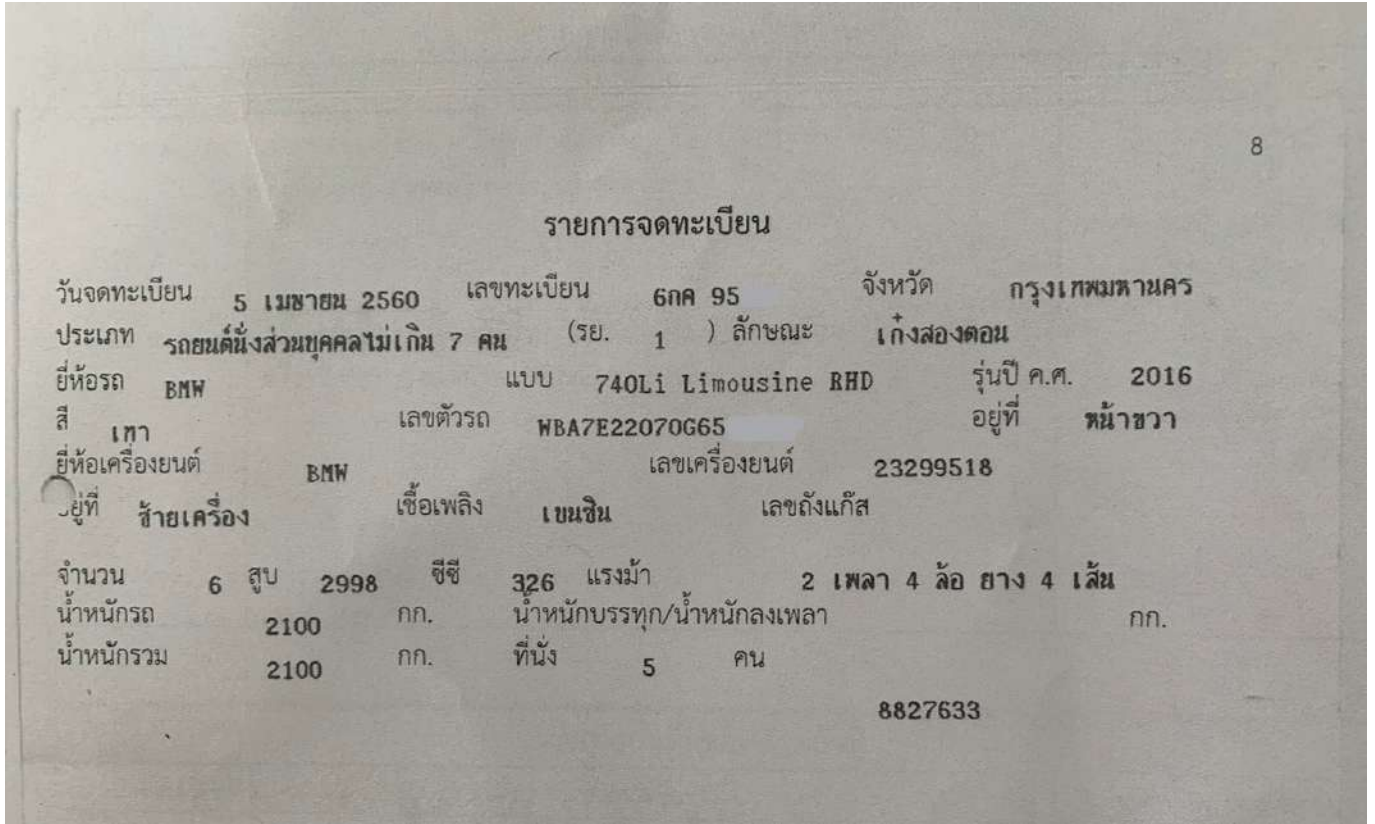 8
รายการจดทะเบียน
วันจดทะเบียน 5 เมษายน 2560 เลขทะเบียน 6กค 95 จังหวัด กรุงเทพมหานคร
ประเภท รถยนต์นั่งส่วนบุคคลไม่เกิน 7 คน (รย. 1 ) ลักษณะ เก๋งสองตอน
ยี่ห้อรถ BMW แบบ 740Li Limousine RHD รุ่นปี ค.ศ. 2016
สี เทา เลขตัวรถ WBA7E22070G65 อยู่ที่ หน้าขวา
ยี่ห้อเครื่องยนต์ BMW เลขเครื่องยนต์ 23299518
อยู่ที่ ซ้ายเครื่อง เชื้อเพลิง เบนซิน เลขถังแก๊ส
จำนวน 6 สูบ 2998 ซีซี 326 แรงม้า 2 เพลา 4 ล้อ ยาง 4 เส้น
น้ำหนักรถ 2100 กก. น้ำหนักบรรทุก/น้ำหนักลงเพลา กก.
น้ำหนักรวม 2100 กก. ที่นั่ง 5 คน
8827633